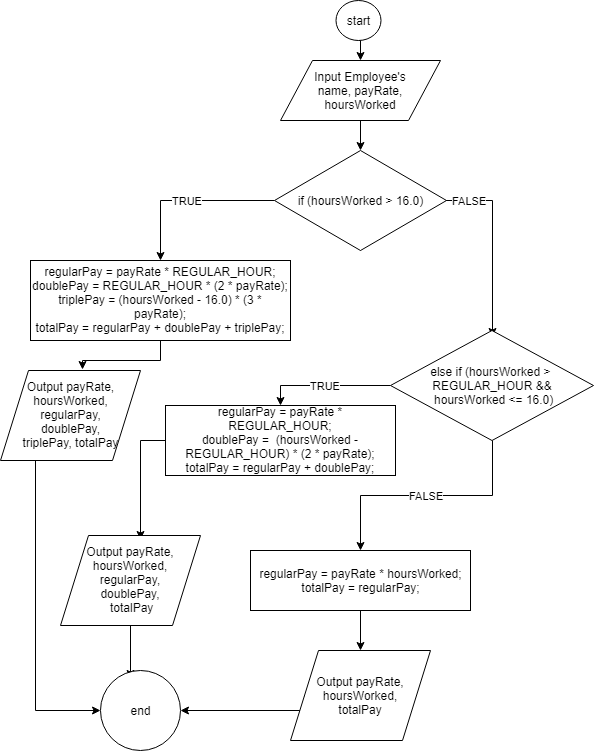 start
Input Employee's
name, payRate,
hoursWorked
if (hoursWorked > 16.0)
TRUE
FALSE
regularPay = payRate * REGULAR_HOUR;
doublePay = REGULAR_HOUR * (2 * payRate);
triplePay = (hoursWorked - 16.0) * (3 *
payRate);
totalPay = regularPay + doublePay + triplePay;
else if (hoursWorked >
REGULAR_HOUR &&
hoursWorked <= 16.0)
TRUE
Output payRate,
hoursWorked,
regularPay,
doublePay,
triplePay, totalPay
regularPay = payRate *
REGULAR_HOUR;
doublePay = (hoursWorked -
REGULAR_HOUR) * (2 * payRate);
totalPay = regularPay + doublePay;
FALSE
Output payRate,
hoursWorked,
regularPay,
doublePay,
totalPay
regularPay = payRate * hoursWorked;
totalPay = regularPay;
Output payRate,
hoursWorked,
totalPay
end